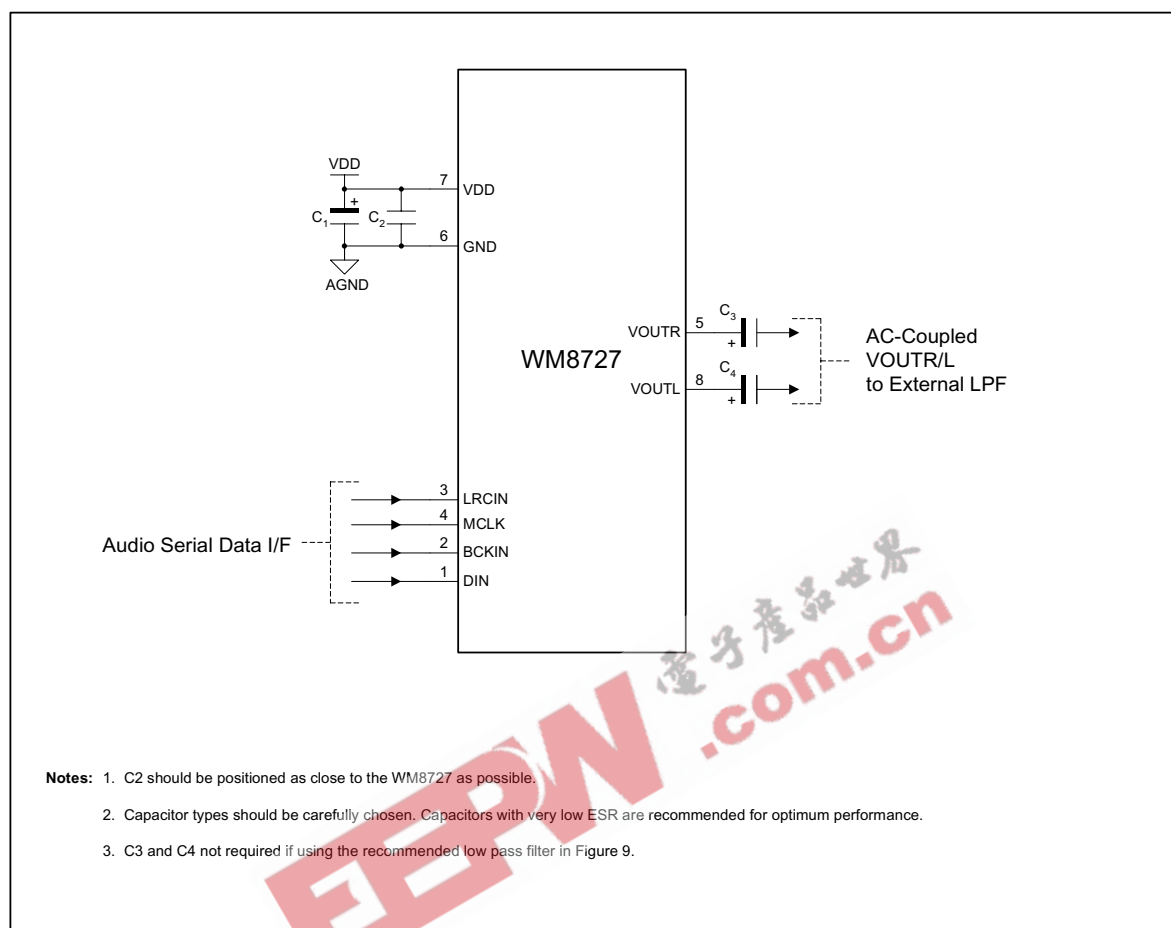 VDD
7
VDD
+
C1
C2
6
GND
AGND
WM8727
VOUTR
5
C3
+
VOUTL
8
C4
+
AC-Coupled
VOUTR/L
to External LPF
Audio Serial Data I/F
3
LRCIN
4
MCLK
2
BCKIN
1
DIN
電子產品世界
EEPW
.com.cn
Notes: 1. C2 should be positioned as close to the WM8727 as possible.
2. Capacitor types should be carefully chosen. Capacitors with very low ESR are recommended for optimum performance.
3. C3 and C4 not required if using the recommended low pass filter in Figure 9.